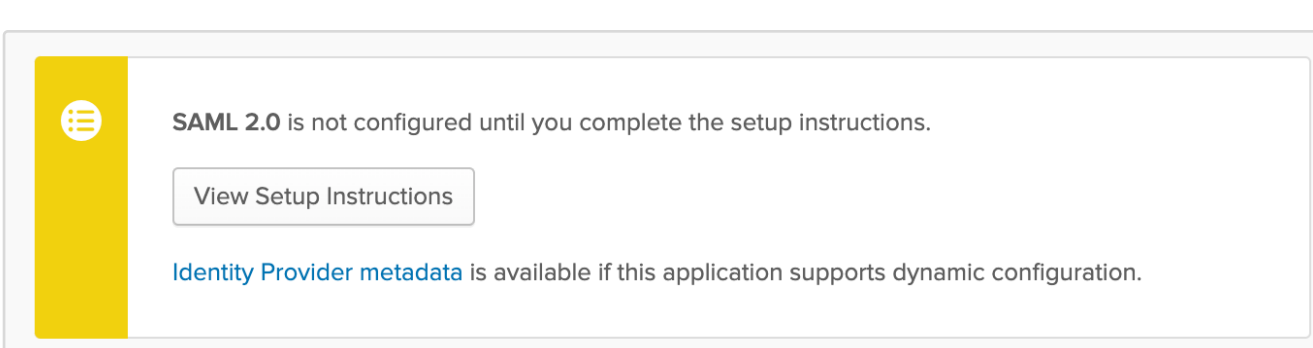 SAML 2.0 is not configured until you complete the setup instructions.
View Setup Instructions
Identity Provider metadata is available if this application supports dynamic configuration.